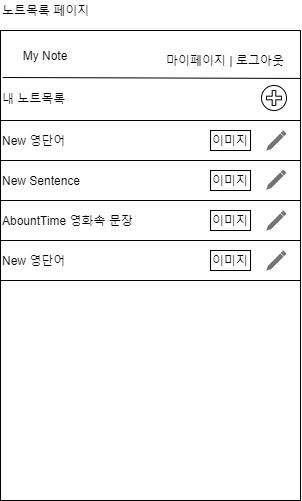 노트목록 페이지
My Note 마이페이지 | 로그아웃
내 노트목록
New 영단어 이미지
New Sentence 이미지
AbountTime 영화속 문장 이미지
New 영단어 이미지